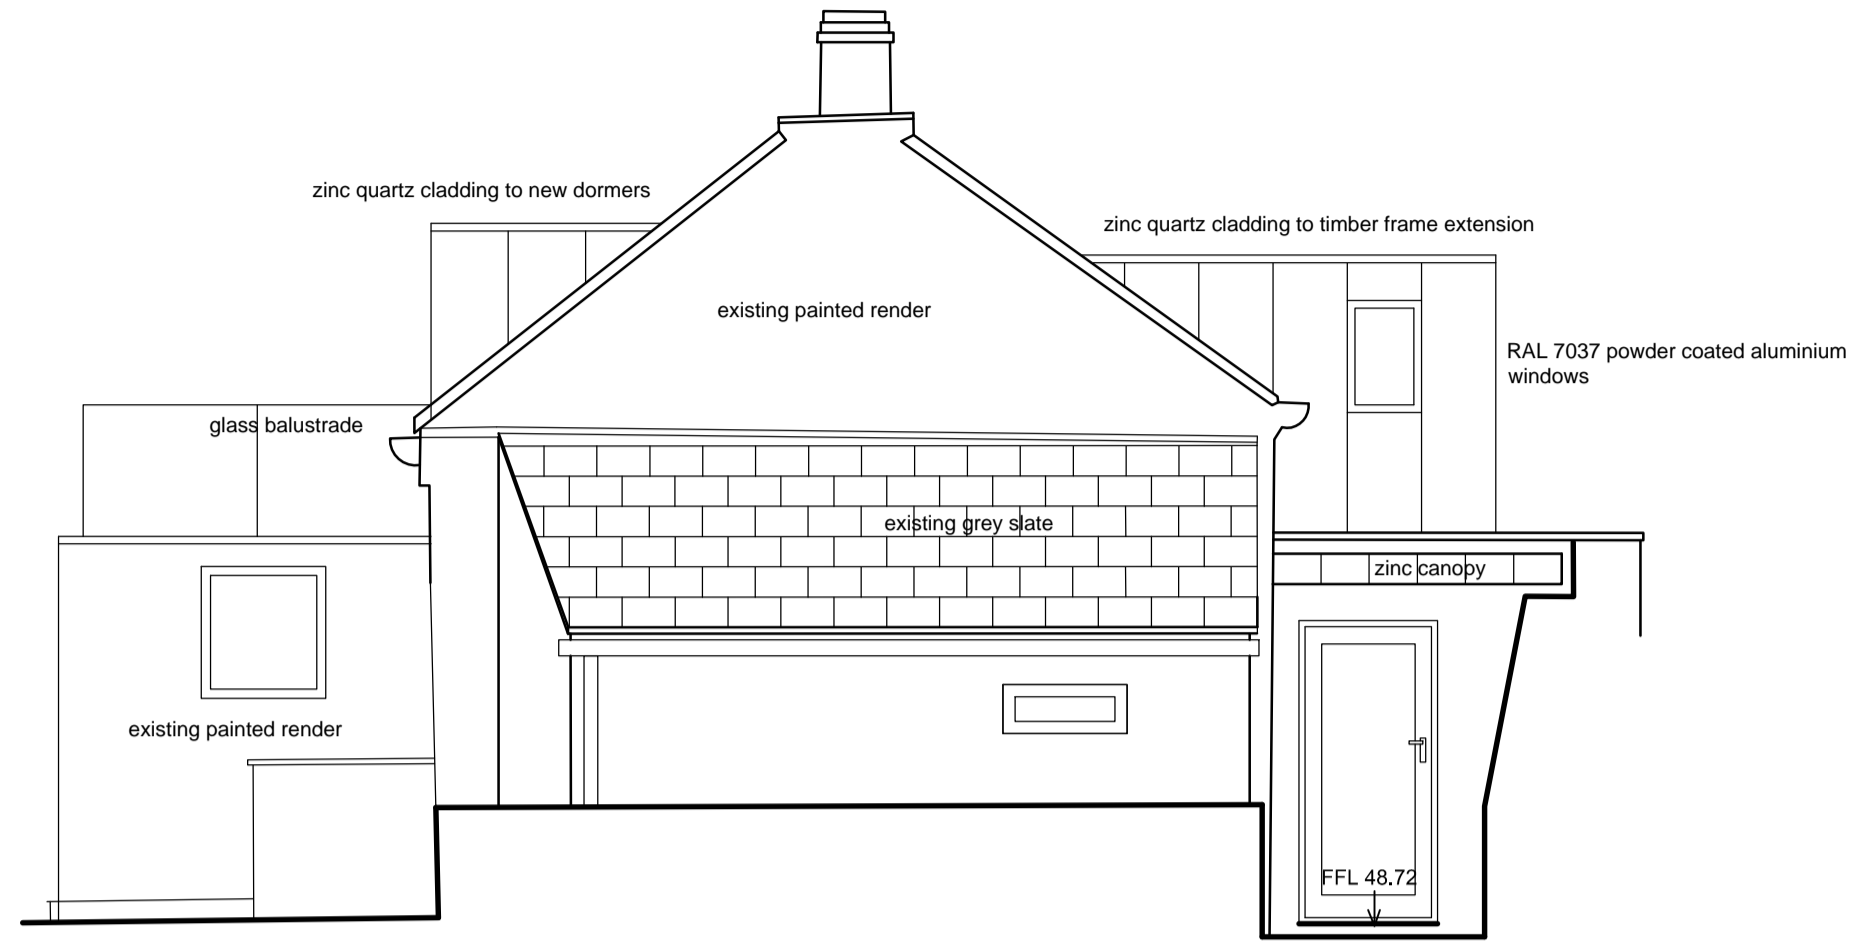 zinc quartz cladding to new dormers
zinc quartz cladding to timber frame extension
existing painted render
RAL 7037 powder coated aluminium
windows
glass balustrade
existing grey slate
zinc canopy
existing painted render
FFL 48.72